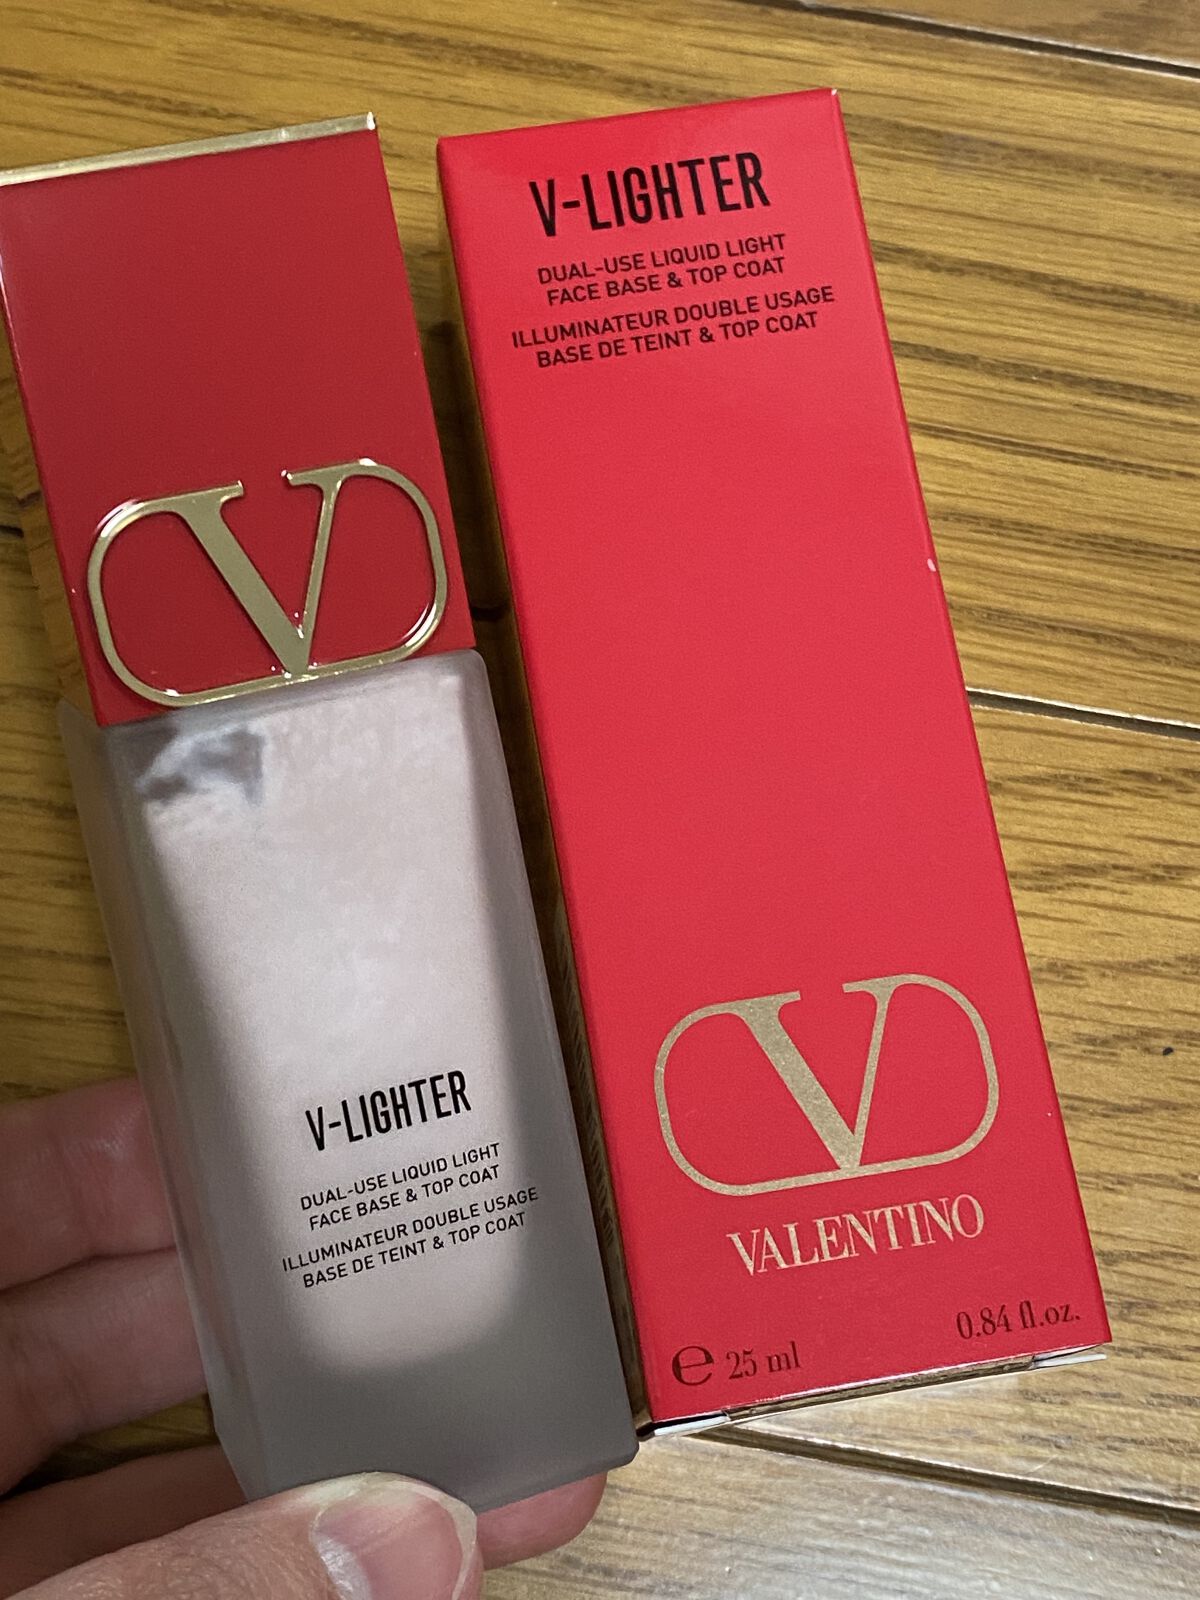 V-LIGHTER
DUAL-USE LIQUID LIGHT
FACE BASE & TOP COAT
ILLUMINATEUR DOUBLE USAGE
BASE DE TEINT & TOP COAT
V
VALENTINO
e 25 ml
0.84 fl.oz.
V
V-LIGHTER
DUAL-USE LIQUID LIGHT
FACE BASE & TOP COAT
ILLUMINATEUR DOUBLE USAGE
BASE DE TEINT & TOP COAT